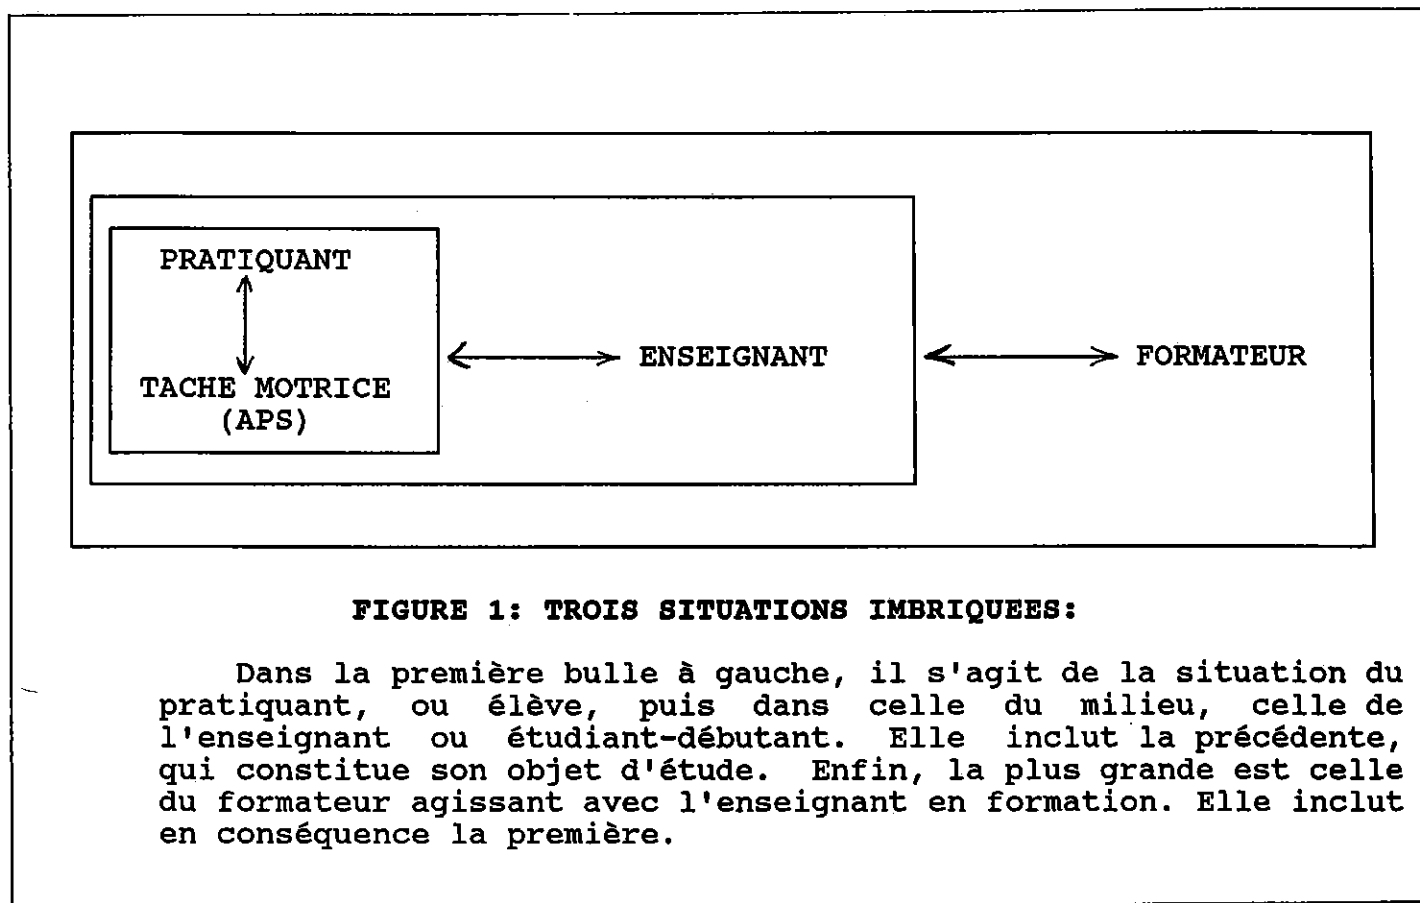 PRATIQUANT
TACHE MOTRICE
(APS)
ENSEIGNANT
FORMATEUR
FIGURE 1: TROIS SITUATIONS IMBRIQUEES:
Dans la première bulle à gauche, il s'agit de la situation du
pratiquant, ou élève, puis dans celle du milieu, celle de
l'enseignant ou étudiant-débutant. Elle inclut la précédente,
qui constitue son objet d'étude. Enfin, la plus grande est celle
du formateur agissant avec l'enseignant en formation. Elle inclut
en conséquence la première.